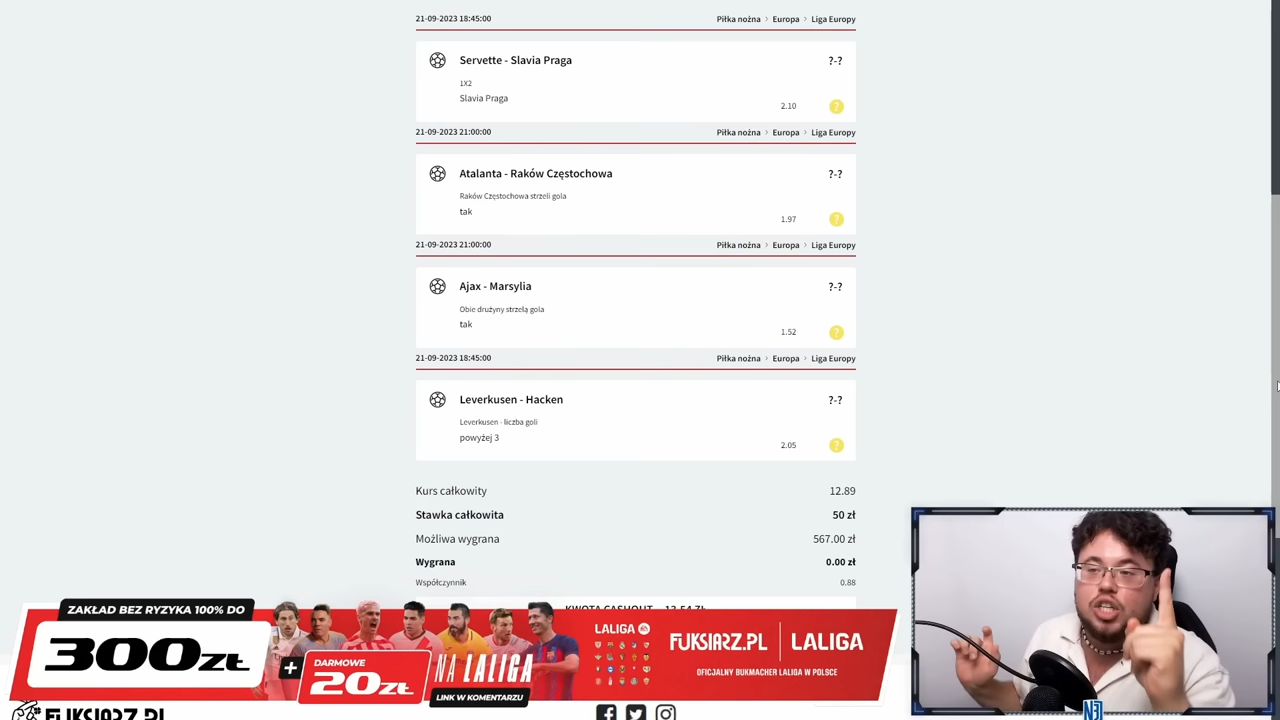 21-09-2023 18:45:00 Piłka nożna > Europa > Liga Europy
Servette - Slavia Praga ?-?
1X2
Slavia Praga 2.10 ?
21-09-2023 21:00:00 Piłka nożna > Europa > Liga Europy
Atalanta - Raków Częstochowa ?-?
Raków Częstochowa strzeli gola
tak 1.97 ?
21-09-2023 21:00:00 Piłka nożna > Europa > Liga Europy
Ajax - Marsylia ?-?
Obie drużyny strzelą gola
tak 1.52 ?
21-09-2023 18:45:00 Piłka nożna > Europa > Liga Europy
Leverkusen - Hacken ?-?
Leverkusen - liczba goli
powyżej 3 2.05 ?
Kurs całkowity 12.89
Stawka całkowita 50 zł
Możliwa wygrana 567.00 zł
Wygrana 0.00 zł
Współczynnik 0.88
KWOTA CASHOUT
ZAKŁAD BEZ RYZYKA 100% DO
300zł
+
DARMOWE
20zł
NA LALIGA
LINK W KOMENTARZU
LALIGA
FUKSIARZ.PL | LALIGA
OFICJALNY BUKMACHER LALIGA W POLSCE
FUKSIARZ.PL